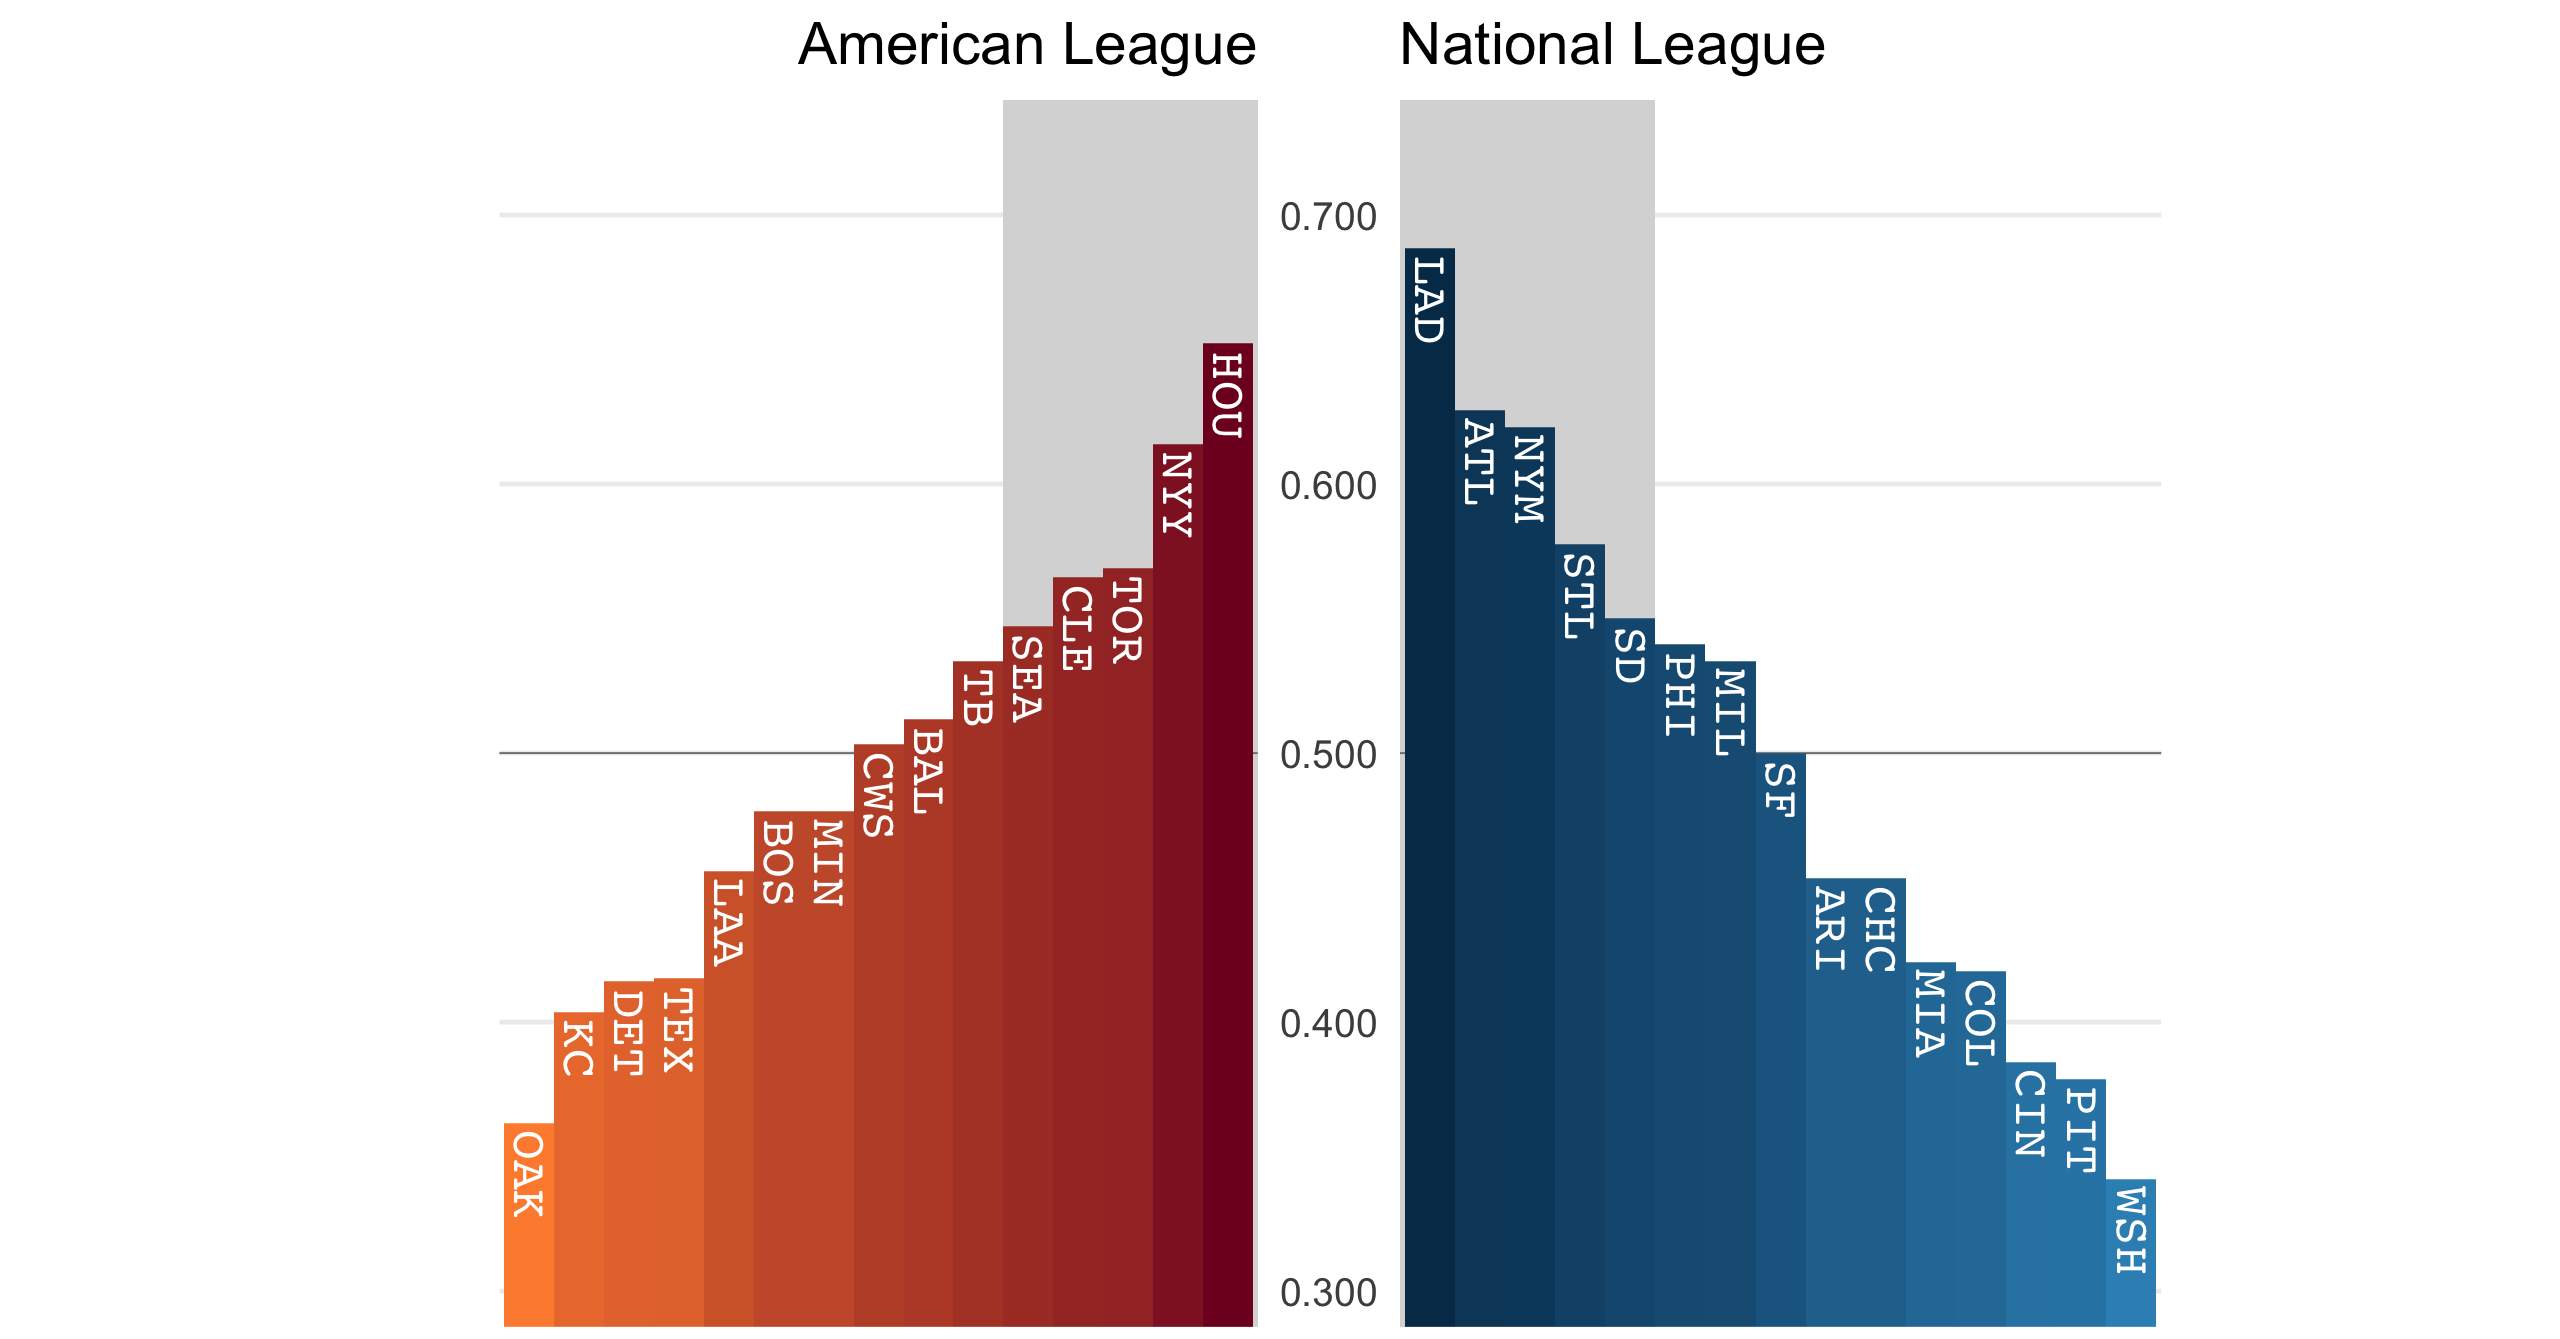 American League
National League
0.700
0.600
0.500
0.400
0.300
OAK
KC
DET
TEX
LAA
BOS
MIN
CWS
BAL
TB
SEA
CLE
TOR
NYY
HOU
LAD
ATL
NYM
STL
SD
PHI
MIL
SF
ARI
CHC
MIA
COL
CIN
PIT
WSH